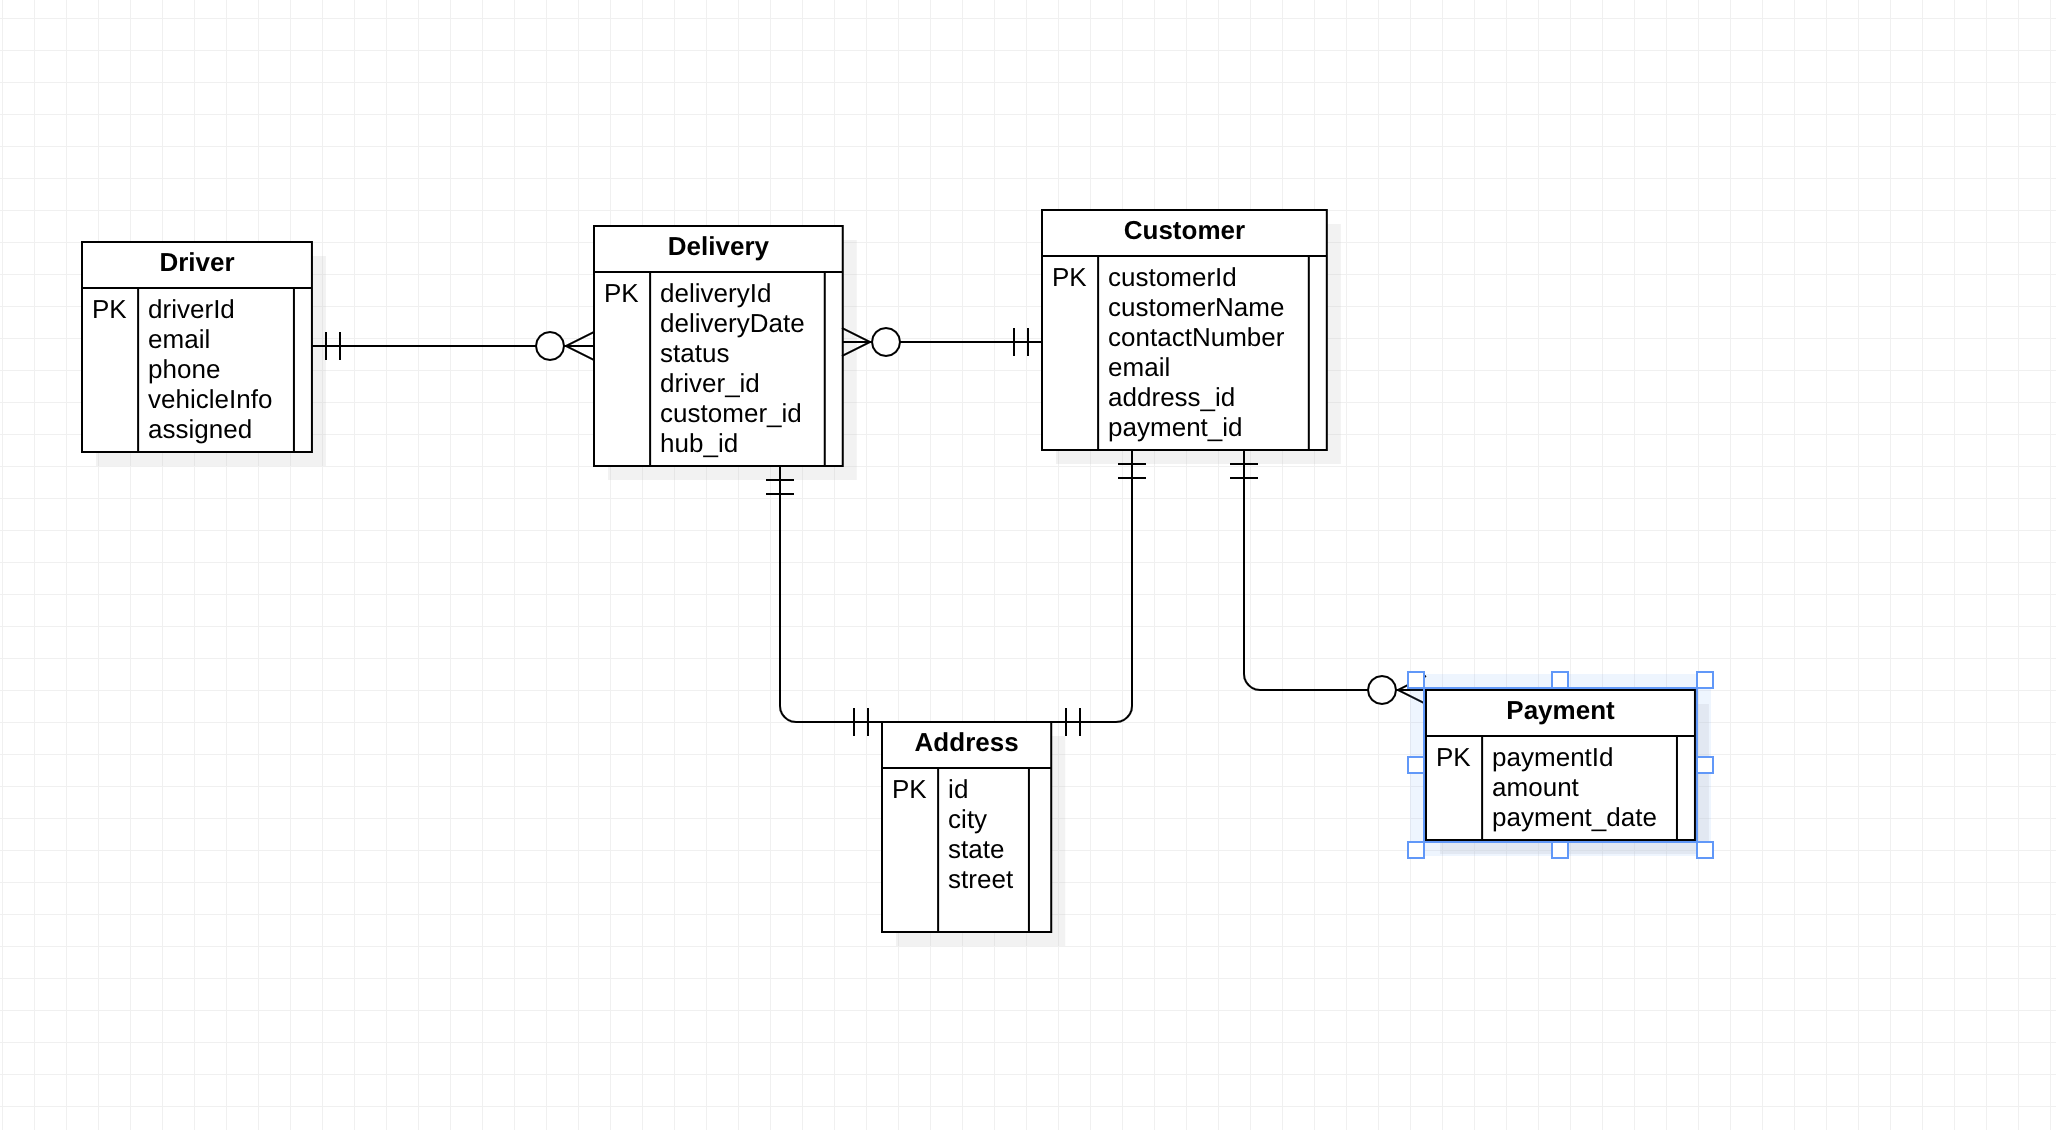 Driver
PK driverId
email
phone
vehicleInfo
assigned
Delivery
PK deliveryId
deliveryDate
status
driver_id
customer_id
hub_id
Customer
PK customerId
customerName
contactNumber
email
address_id
payment_id
Address
PK id
city
state
street
Payment
PK paymentId
amount
payment_date